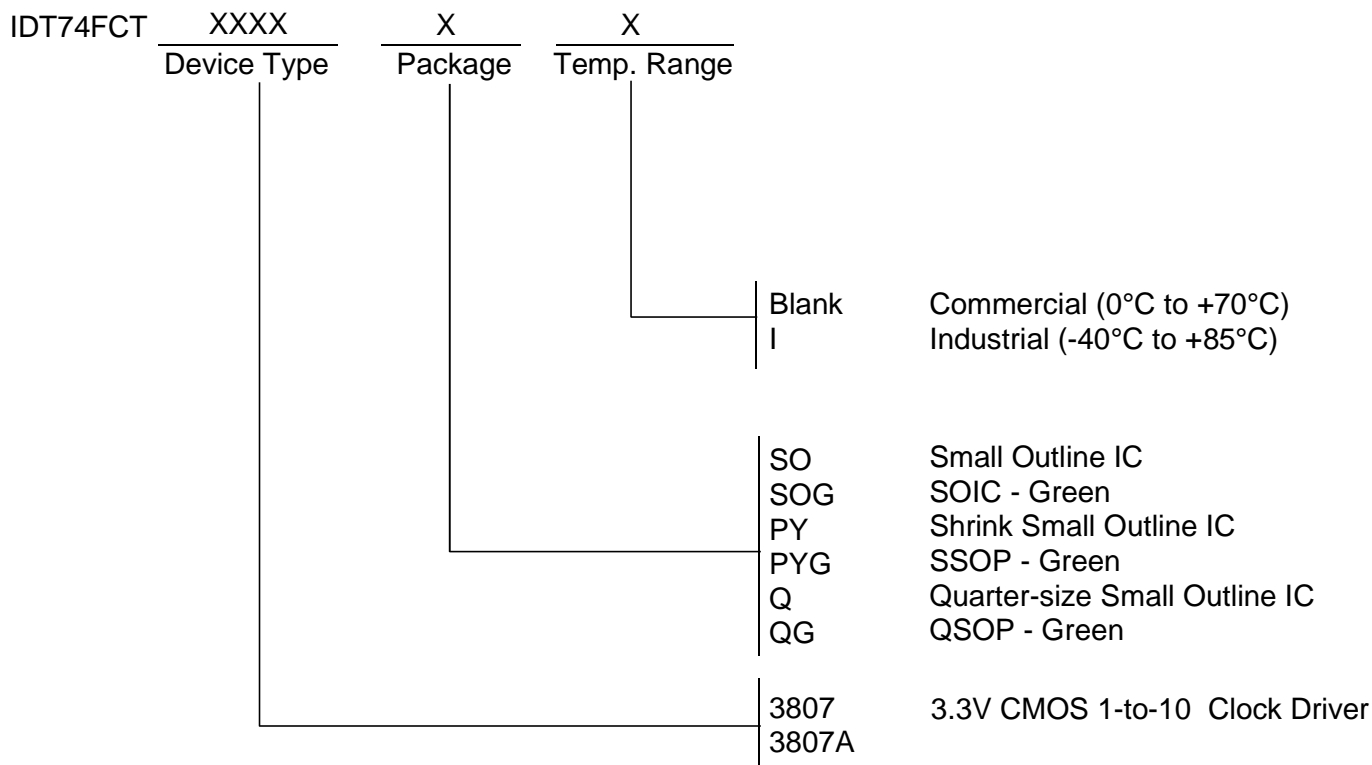 IDT74FCT XXXX X X
Device Type Package Temp. Range
Blank Commercial (0°C to +70°C)
I Industrial (-40°C to +85°C)
SO Small Outline IC
SOG SOIC - Green
PY Shrink Small Outline IC
PYG SSOP - Green
Q Quarter-size Small Outline IC
QG QSOP - Green
3807 3.3V CMOS 1-to-10 Clock Driver
3807A